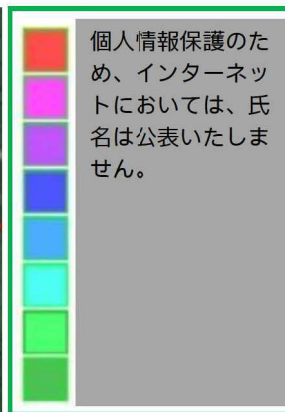 個人情報保護のた
め、インターネッ
トにおいては、氏
名は公表いたしま
せん。